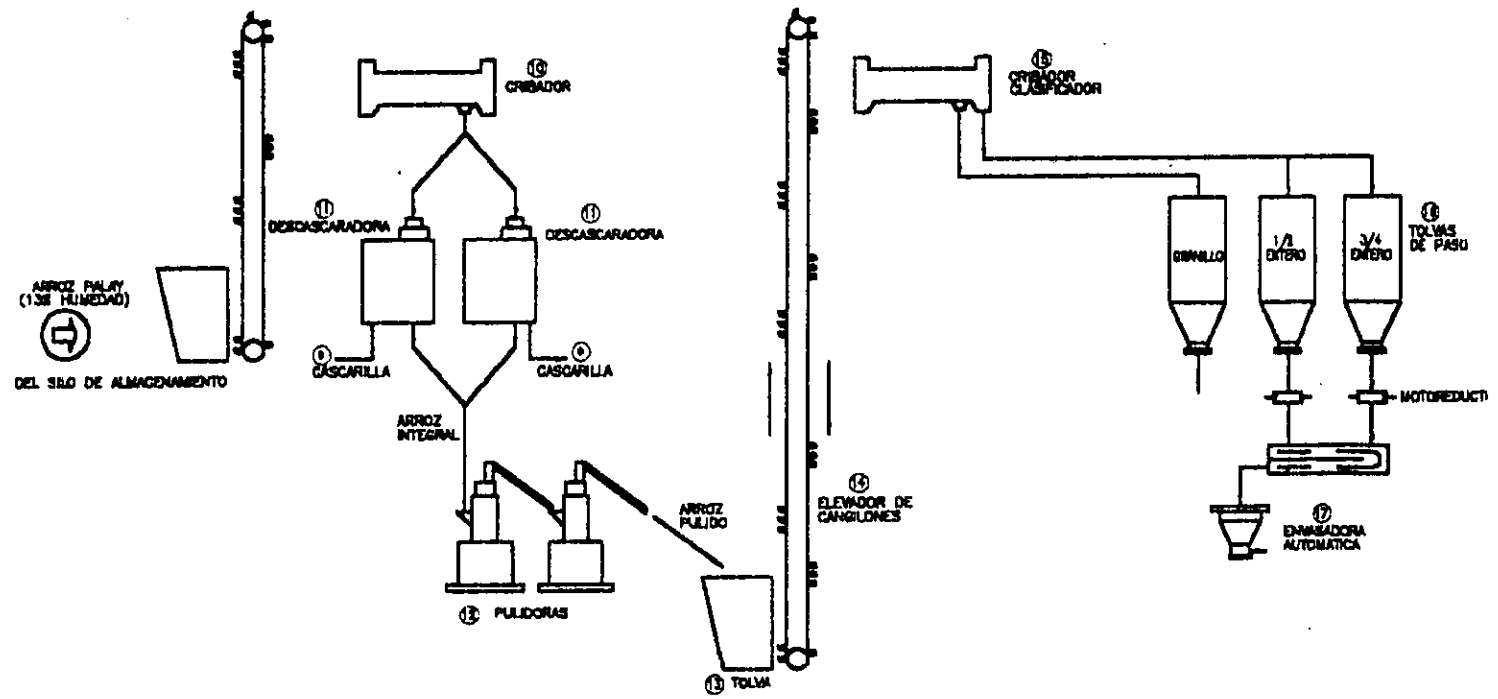 10
CRIBADOR
11
DESCASCARADORA
11
DESCASCARADORA
ARROZ PALAY
(13% HUMEDAD)
DEL SILO DE ALMACENAMIENTO
CASCARILLA
CASCARILLA
ARROZ
INTEGRAL
12 PULIDORAS
ARROZ
PULIDO
13 TOLVA
14
ELEVADOR DE
CANGILONES
15
CRIBADOR
CLASIFICADOR
GRANILLO
ENTERO
3/4
ENTERO
16
TOLVAS
DE PASO
MOTOREDUCT
17
ENVASADORA
AUTOMATICA